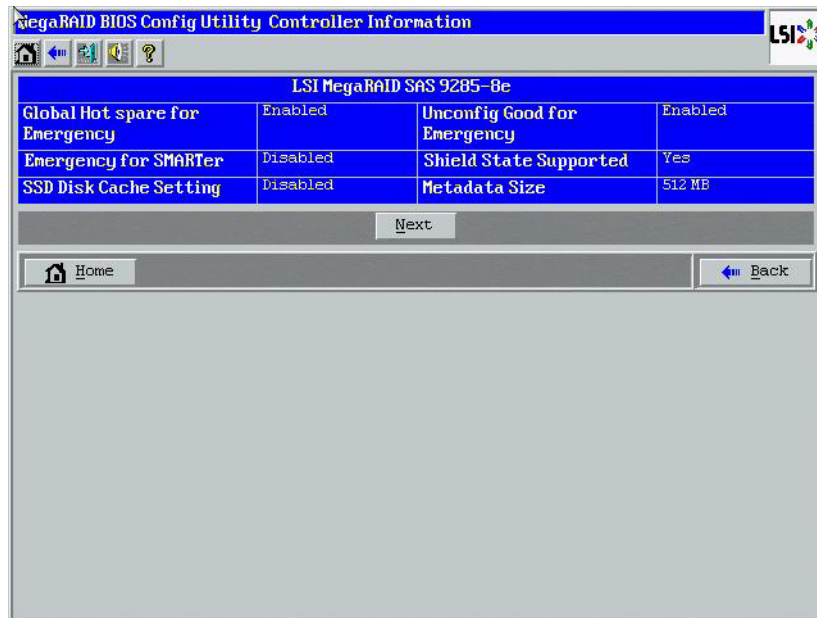 MegaRAID BIOS Config Utility Controller Information
LSI
LSI MegaRAID SAS 9285-8e
Global Hot spare for Emergency Enabled Unconfig Good for Emergency Enabled
Emergency for SMARTer Disabled Shield State Supported Yes
SSD Disk Cache Setting Disabled Metadata Size 512 MB
Next
Home Back